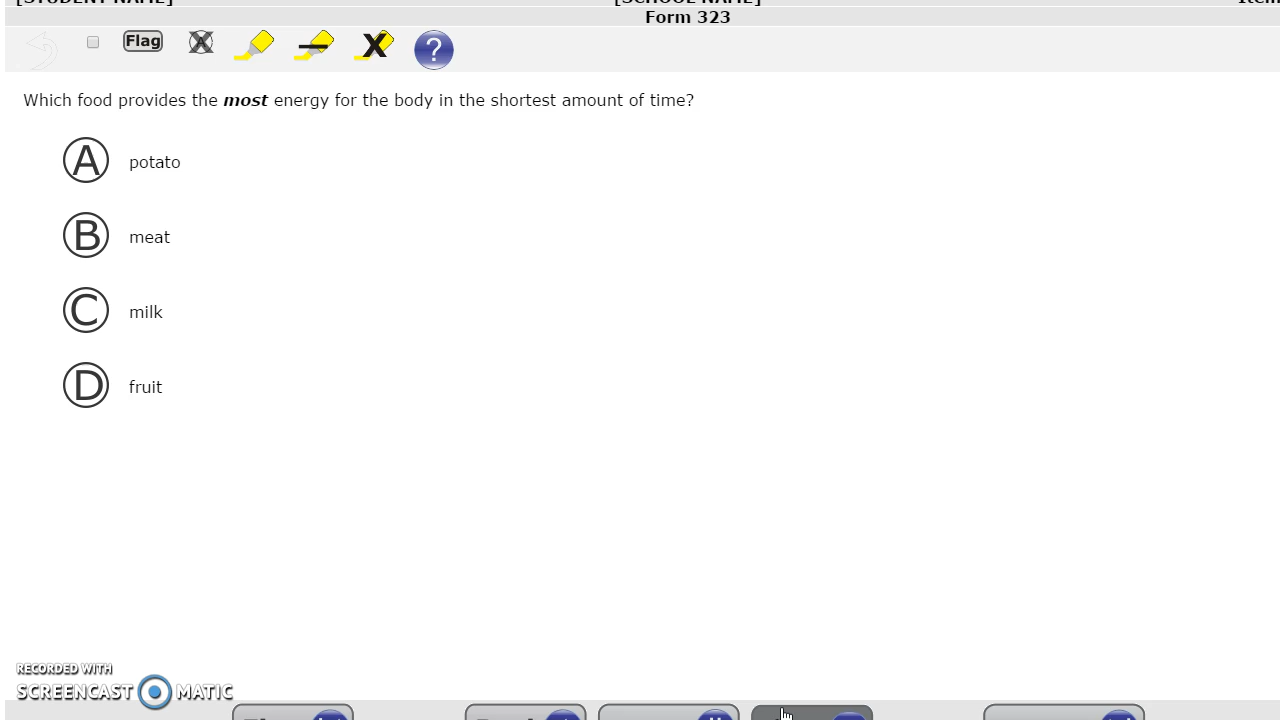 [STUDENT NAME] [SCHOOL NAME]
Form 323
Flag A X ?
Which food provides the most energy for the body in the shortest amount of time?
A potato
B meat
C milk
D fruit
RECORDED WITH
SCREENCAST MATIC